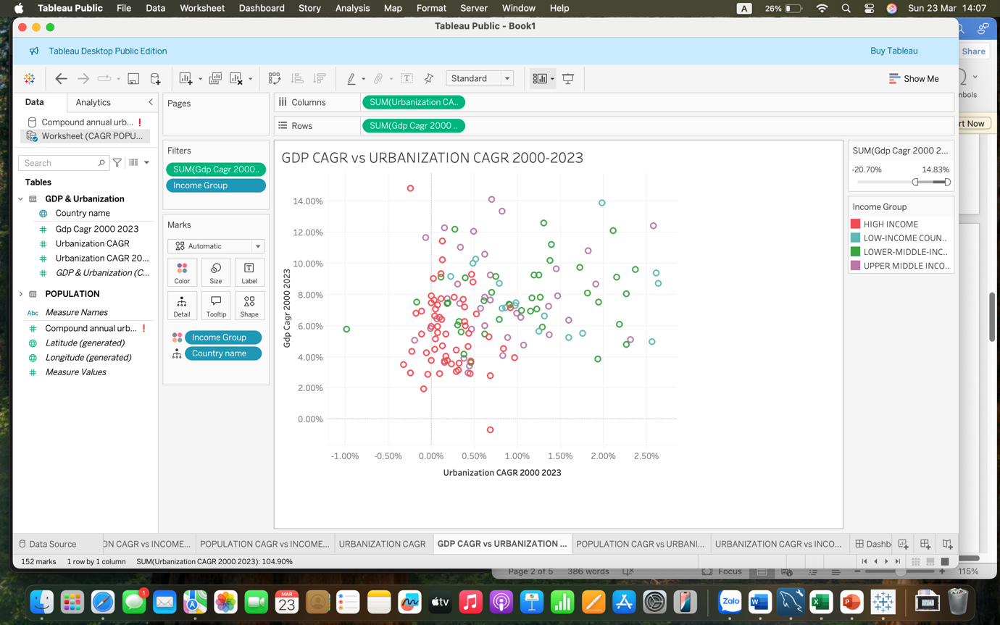 Tableau Public File Data Worksheet Dashboard Story Analysis Map Format Server Window Help A 26% Sun 23 Mar 14:07
Tableau Public - Book1
Tableau Desktop Public Edition Buy Tableau
Share
Standard
Show Me
mbols
rt Now
Data Analytics
Compound annual urb...
Worksheet (CAGR POPU...
Search
Tables
GDP & Urbanization
Country name
Gdp Cagr 2000 2023
Urbanization CAGR
Urbanization CAGR 20...
GDP & Urbanization (C...
POPULATION
Abc Measure Names
Compound annual urb...
Latitude (generated)
Longitude (generated)
Measure Values
Pages
Filters
SUM(Gdp Cagr 2000..
Income Group
Marks
Automatic
Color Size Label
Detail Tooltip Shape
Income Group
Country name
Columns SUM(Urbanization CA..
Rows SUM(Gdp Cagr 2000 ..
GDP CAGR vs URBANIZATION CAGR 2000-2023
Gdp Cagr 2000 2023
14.00%
12.00%
10.00%
8.00%
6.00%
4.00%
2.00%
0.00%
-1.00% -0.50% 0.00% 0.50% 1.00% 1.50% 2.00% 2.50%
Urbanization CAGR 2000 2023
SUM(Gdp Cagr 2000 2...
-20.70% 14.83%
Income Group
HIGH INCOME
LOW-INCOME COUN..
LOWER-MIDDLE-INC..
UPPER MIDDLE INCO..
Data Source ON CAGR vs INCOME... POPULATION CAGR vs INCOME... URBANIZATION CAGR GDP CAGR vs URBANIZATION ... POPULATION CAGR vs URBANI... URBANIZATION CAGR vs INCO... Dashb
152 marks 1 row by 1 column SUM(Urbanization CAGR 2000 2023): 104.90%
Page 2 of 5 386 words Focus 115%
1
MAR
23
tv
Zalo
W
X
P